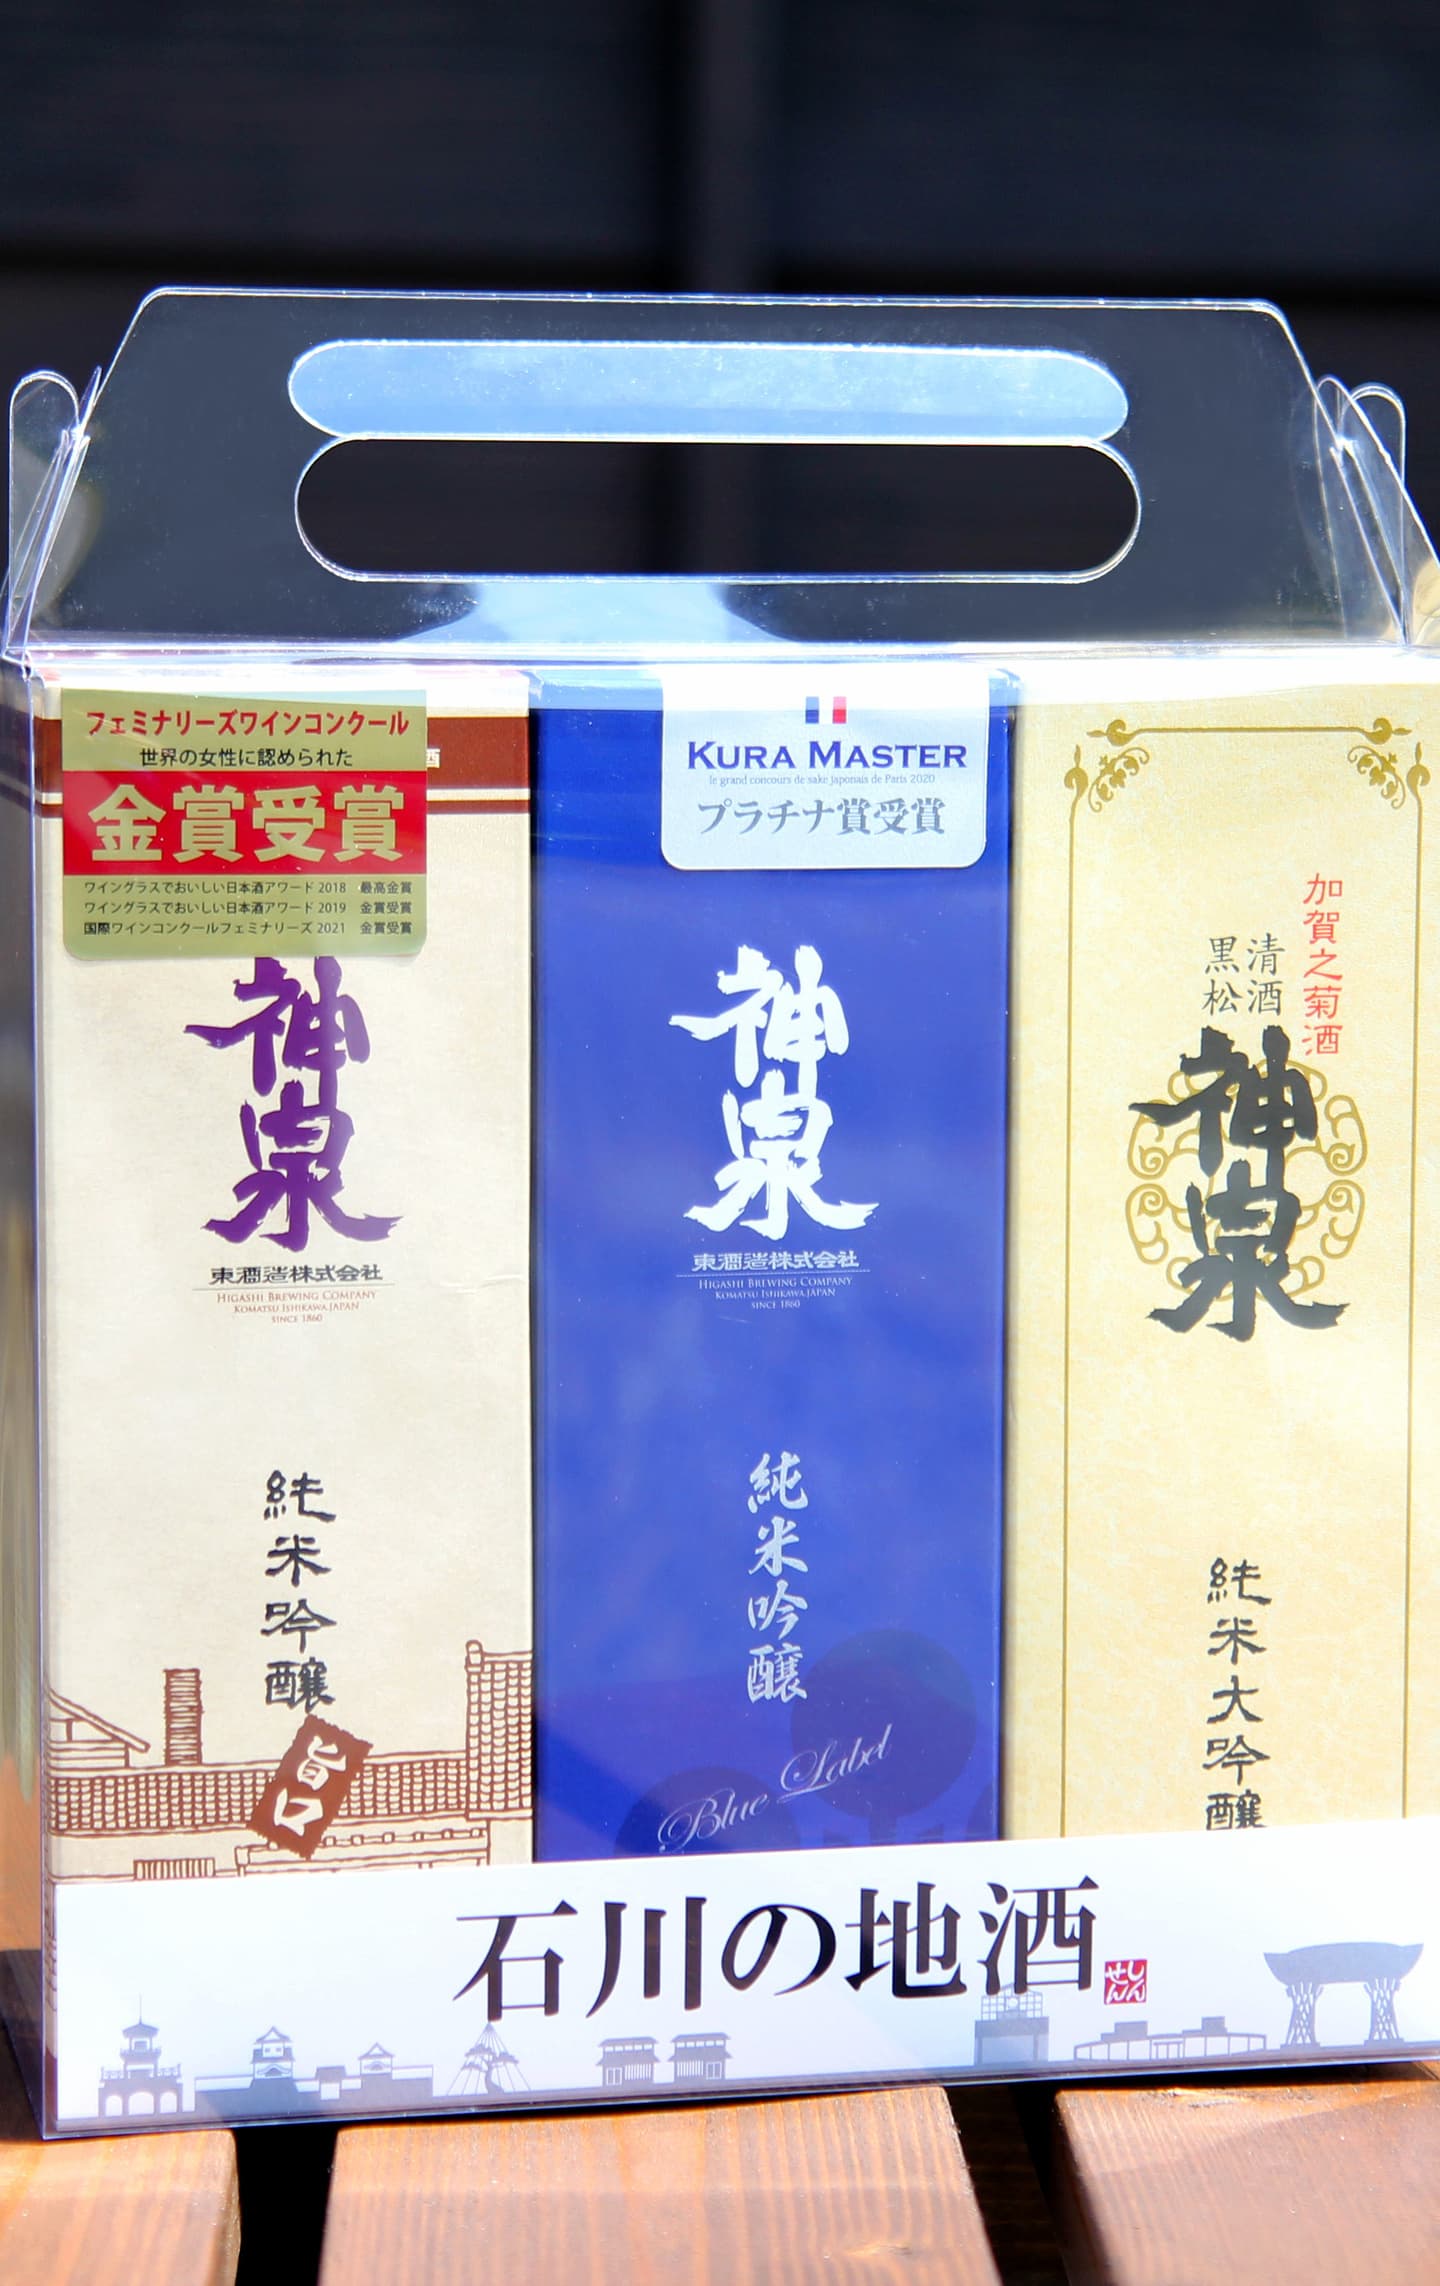 フェミナリーズワインコンクール
世界の女性に認められた
金賞受賞
ワイングラスでおいしい日本酒アワード 2018 最高金賞
ワイングラスでおいしい日本酒アワード 2019 金賞受賞
国際ワインコンクールフェミナリーズ 2021 金賞受賞
酒
神泉
東酒造株式会社
HIGASHI BREWING COMPANY
KOMATSU ISHIKAWA.JAPAN
SINCE 1860
純米吟醸
旨口
KURA MASTER
le grand concours de sake japonais de Paris 2020
プラチナ賞受賞
神泉
東酒造株式会社
HIGASHI BREWING COMPANY
KOMATSU ISHIKAWA.JAPAN
SINCE 1860
純米吟醸
Blue Label
加賀之菊酒
清酒
黒松
神泉
純米大吟醸
石川の地酒
しん
せん